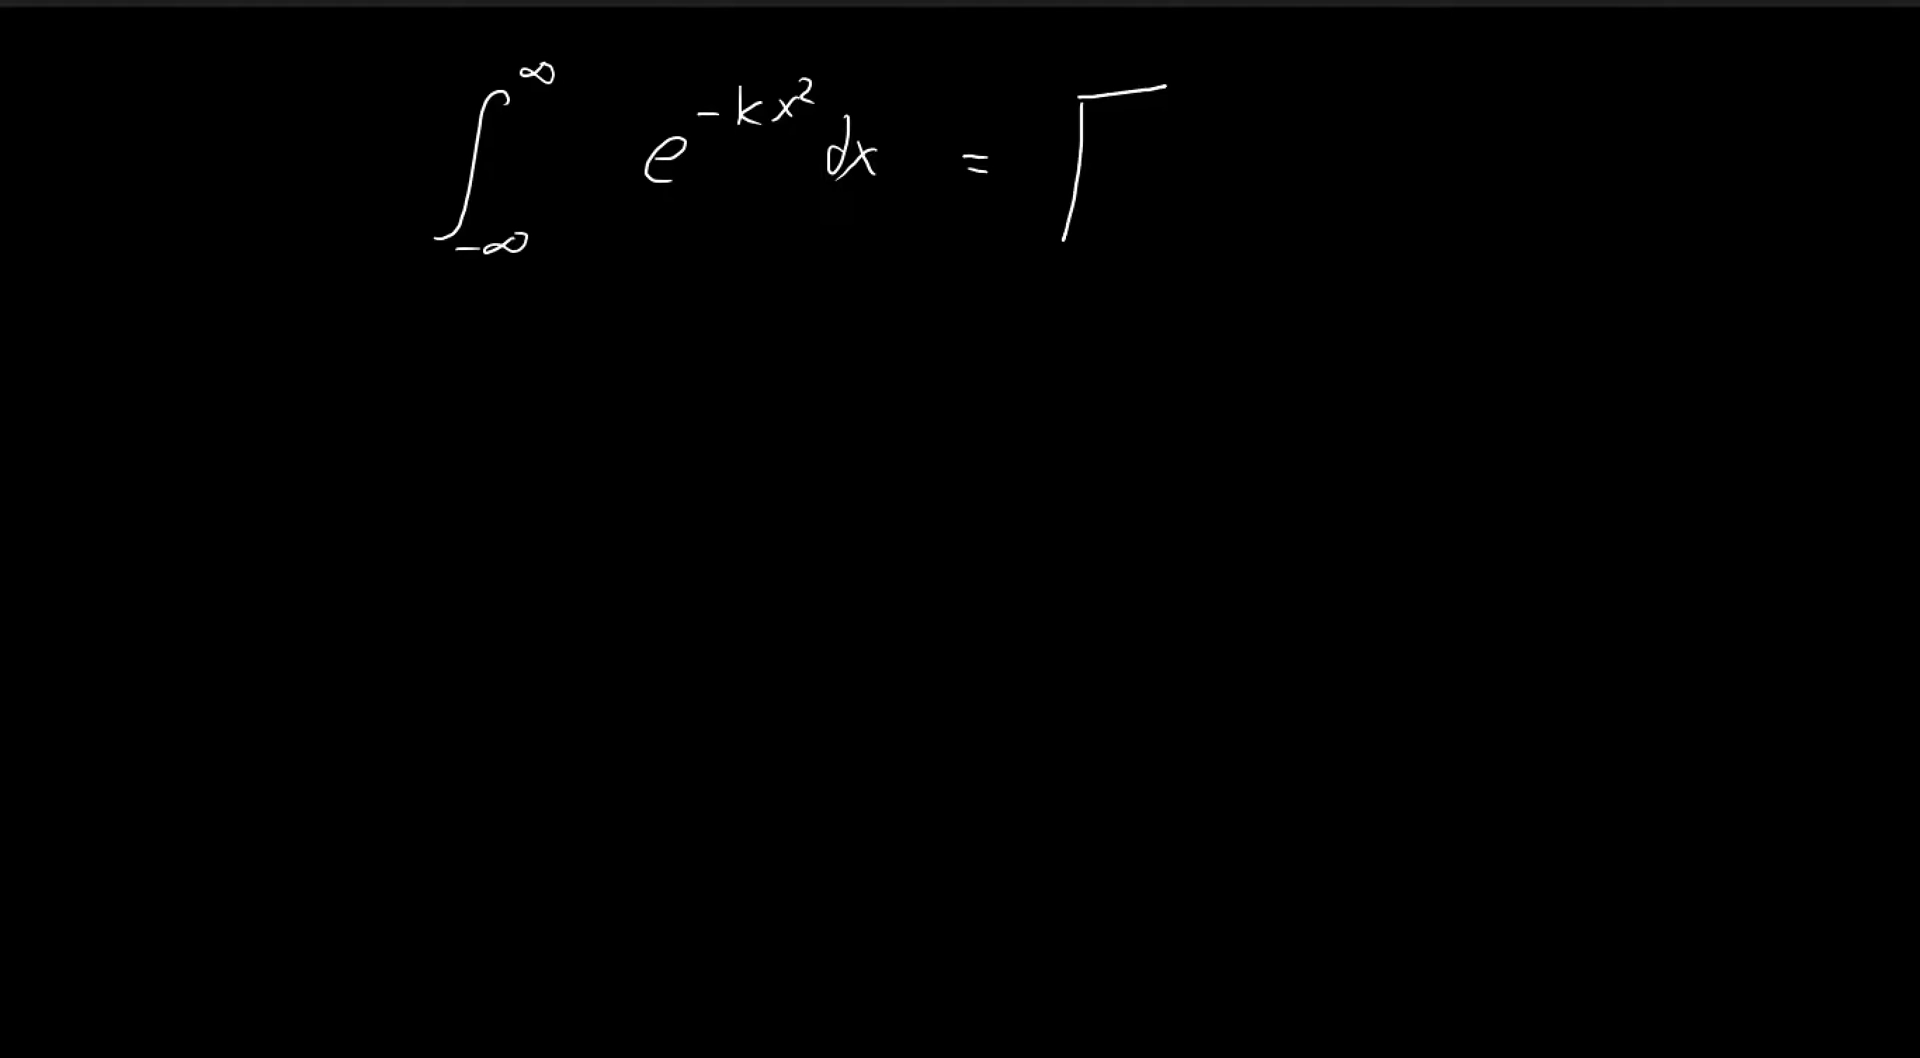 ∫_{-∞}^{∞} e^{-kx²} dx = Γ